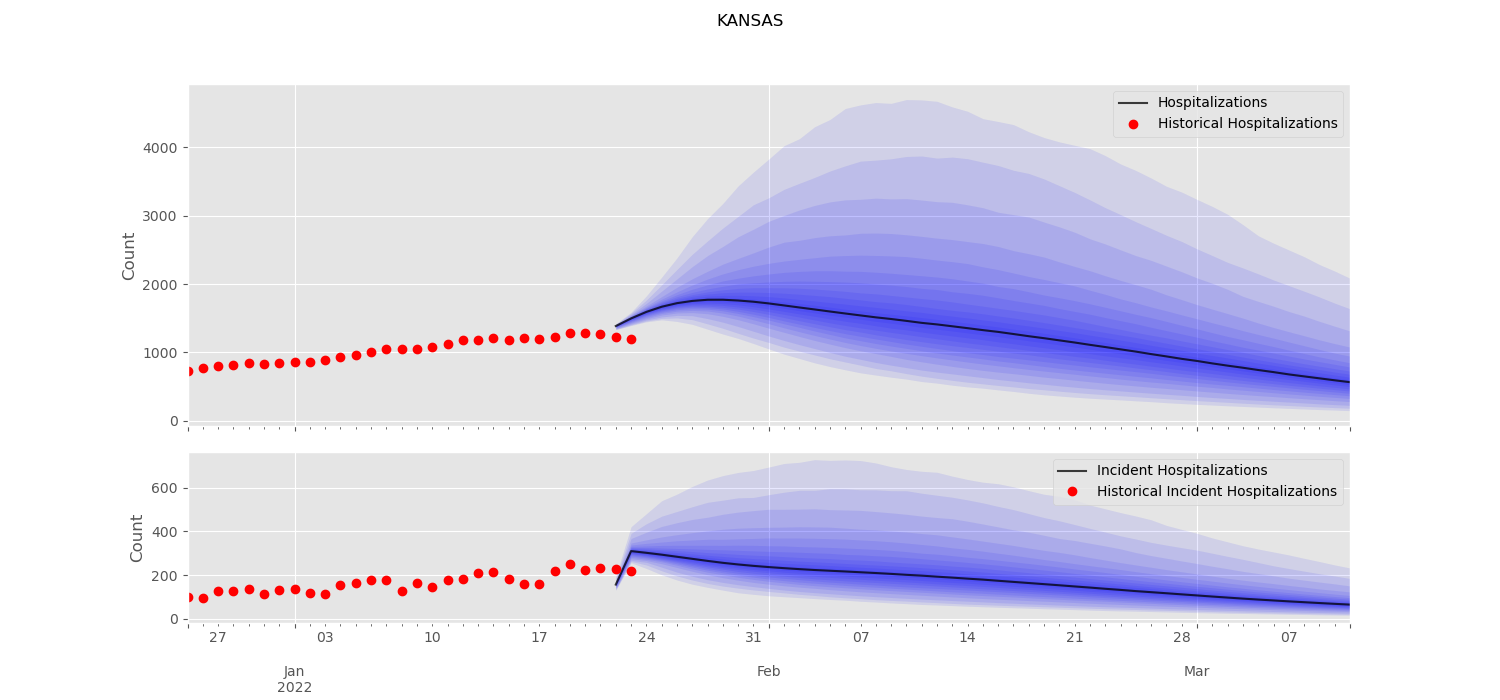 KANSAS
Hospitalizations
Historical Hospitalizations
Count
4000
3000
2000
1000
0
Incident Hospitalizations
Historical Incident Hospitalizations
Count
600
400
200
0
27 03 10 17 24 31 07 14 21 28 07
Jan Feb Mar
2022